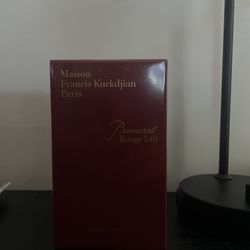 Maison
Francis Kurkdjian
Paris
Baccarat
Rouge 540